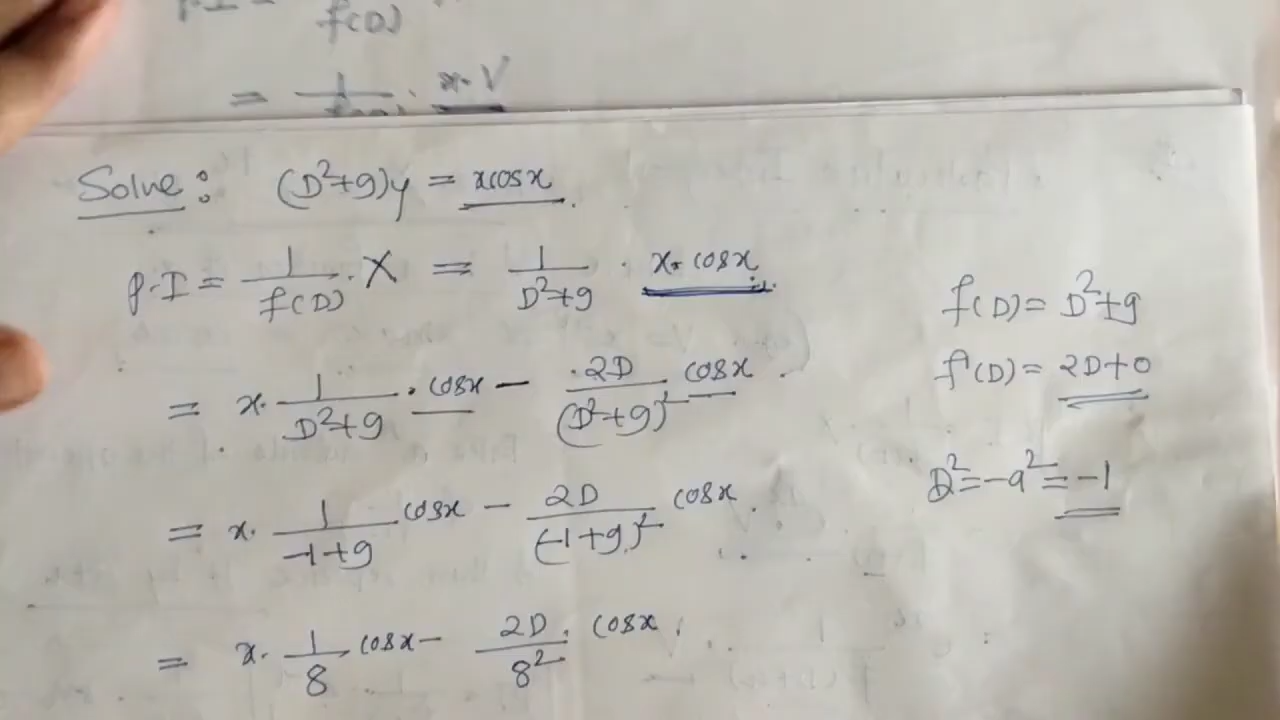 P.I = f(D)
= 1/ x.V
Solve: (D²+9)y = xcosx.
P.I = 1/f(D) . X = 1/D²+9 . x.cosx
= x. 1/D²+9 . cosx - 2D/(D²+9)² cosx.
= x. 1/-1+9 cosx - 2D/(-1+9)² cosx.
= x. 1/8 cosx - 2D/8² . cosx.
f(D) = D²+9
f'(D) = 2D+0
D² = -a² = -1